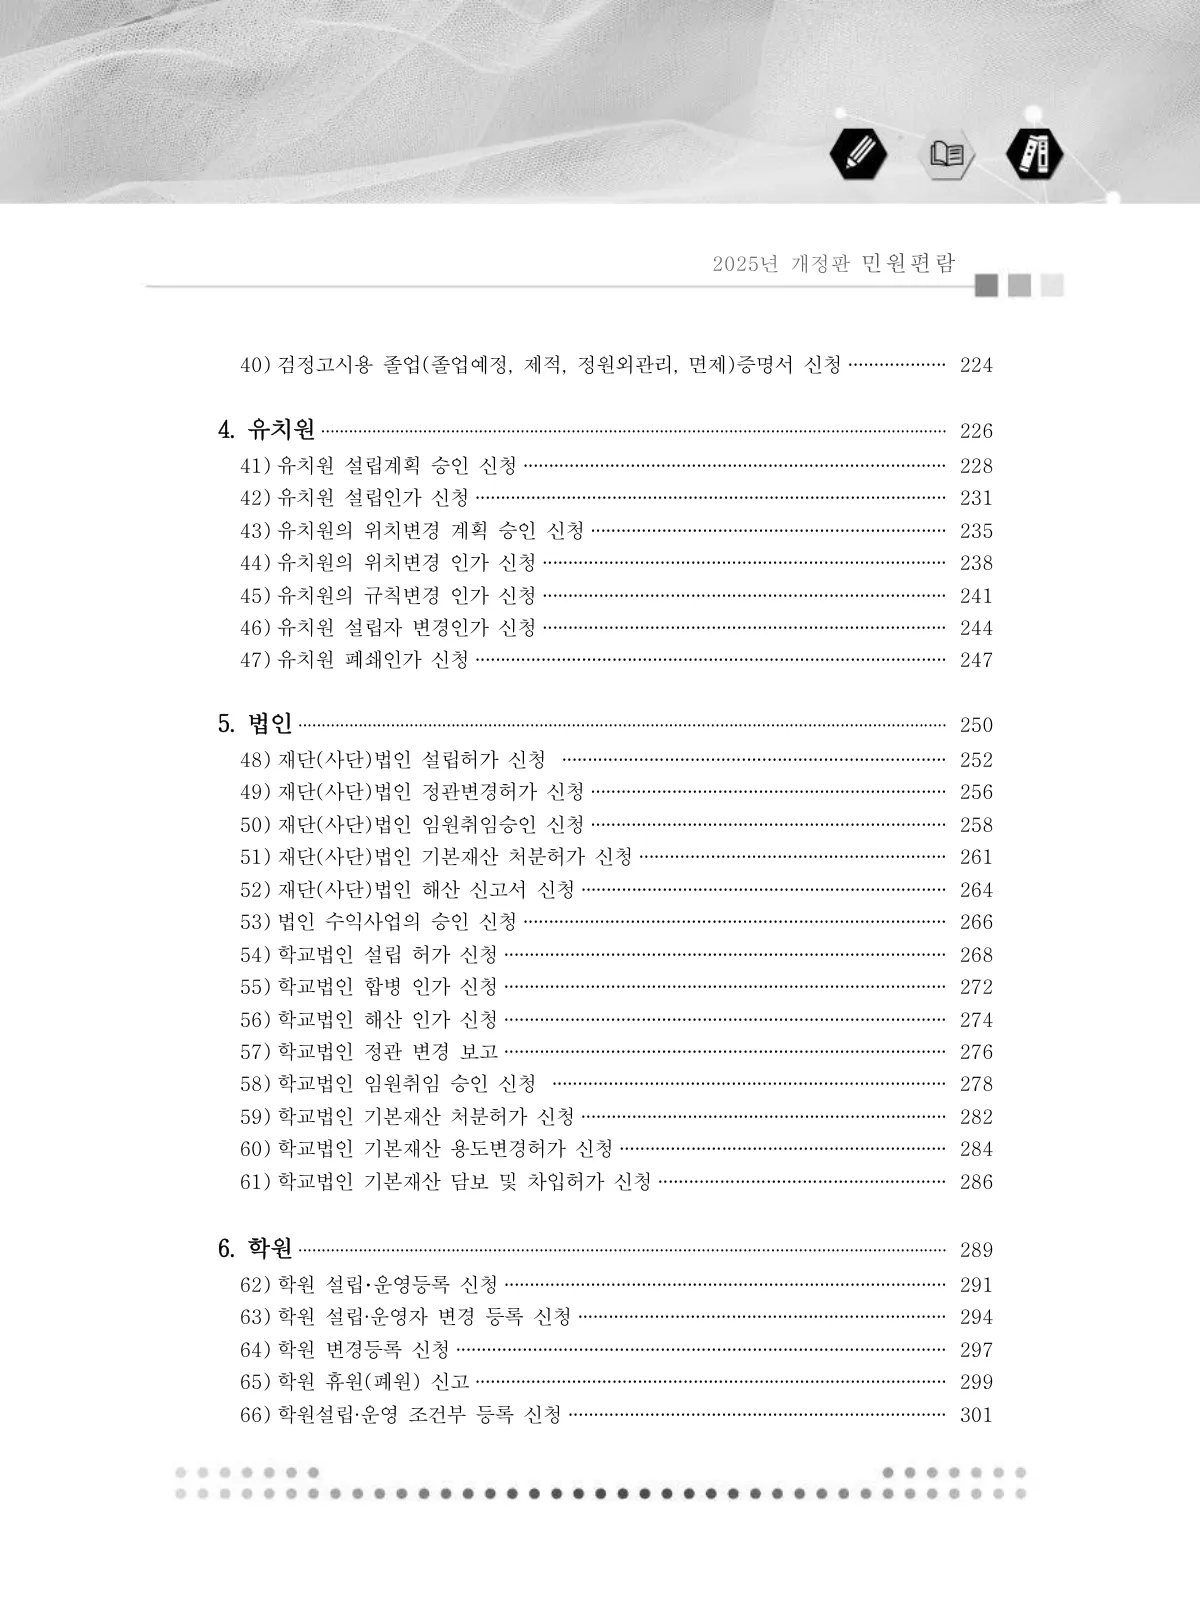 2025년 개정판 민원편람
40) 검정고시용 졸업(졸업예정, 제적, 정원외관리, 면제)증명서 신청 ··················· 224
4. 유치원 ··················· 226
41) 유치원 설립계획 승인 신청 ··················· 228
42) 유치원 설립인가 신청 ··················· 231
43) 유치원의 위치변경 계획 승인 신청 ··················· 235
44) 유치원의 위치변경 인가 신청 ··················· 238
45) 유치원의 규칙변경 인가 신청 ··················· 241
46) 유치원 설립자 변경인가 신청 ··················· 244
47) 유치원 폐쇄인가 신청 ··················· 247
5. 법인 ··················· 250
48) 재단(사단)법인 설립허가 신청 ··················· 252
49) 재단(사단)법인 정관변경허가 신청 ··················· 256
50) 재단(사단)법인 임원취임승인 신청 ··················· 258
51) 재단(사단)법인 기본재산 처분허가 신청 ··················· 261
52) 재단(사단)법인 해산 신고서 신청 ··················· 264
53) 법인 수익사업의 승인 신청 ··················· 266
54) 학교법인 설립 허가 신청 ··················· 268
55) 학교법인 합병 인가 신청 ··················· 272
56) 학교법인 해산 인가 신청 ··················· 274
57) 학교법인 정관 변경 보고 ··················· 276
58) 학교법인 임원취임 승인 신청 ··················· 278
59) 학교법인 기본재산 처분허가 신청 ··················· 282
60) 학교법인 기본재산 용도변경허가 신청 ··················· 284
61) 학교법인 기본재산 담보 및 차입허가 신청 ··················· 286
6. 학원 ··················· 289
62) 학원 설립·운영등록 신청 ··················· 291
63) 학원 설립·운영자 변경 등록 신청 ··················· 294
64) 학원 변경등록 신청 ··················· 297
65) 학원 휴원(폐원) 신고 ··················· 299
66) 학원설립·운영 조건부 등록 신청 ··················· 301